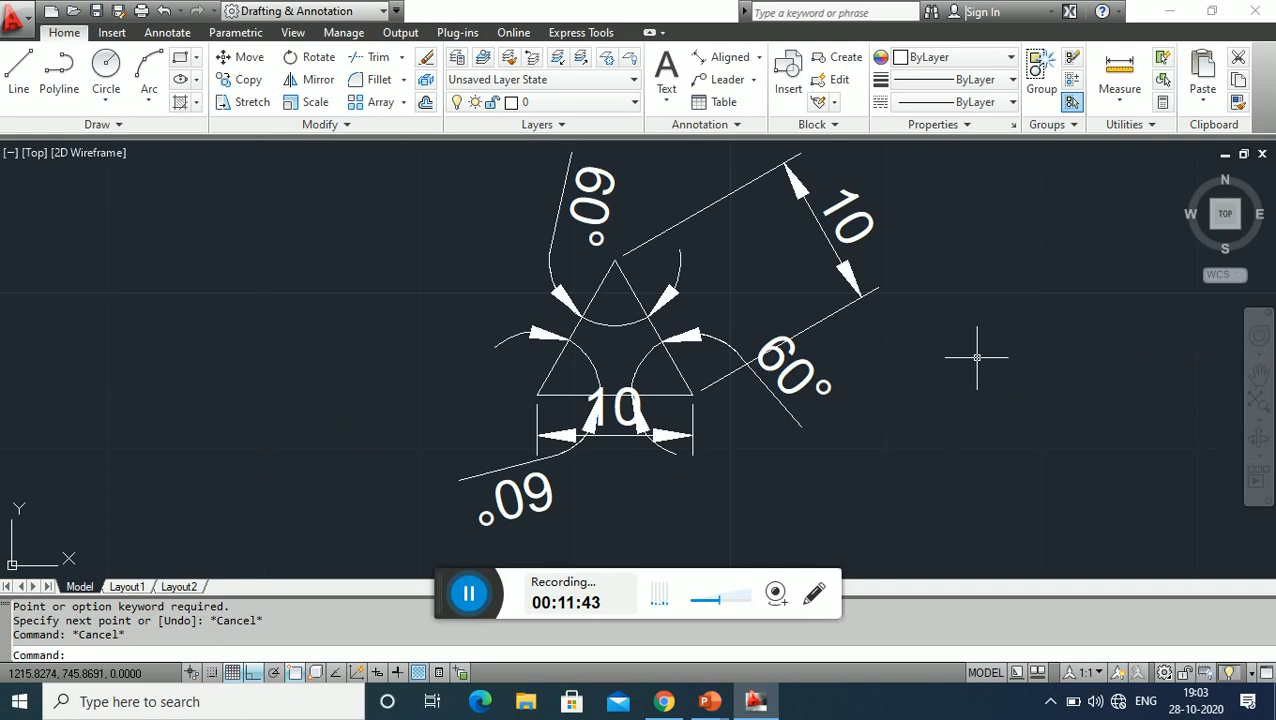 Drafting & Annotation
Type a keyword or phrase
Sign In
Home
Insert
Annotate
Parametric
View
Manage
Output
Plug-ins
Online
Express Tools
Line
Polyline
Circle
Arc
Move
Rotate
Trim
Copy
Mirror
Fillet
Stretch
Scale
Array
Unsaved Layer State
0
Text
Aligned
Leader
Table
Insert
Create
Edit
ByLayer
ByLayer
ByLayer
Group
Measure
Paste
Draw
Modify
Layers
Annotation
Block
Properties
Groups
Utilities
Clipboard
[−] [Top] [2D Wireframe]
60°
10
60°
10
60°
N
W
TOP
E
S
WCS
Y
X
Model
Layout1
Layout2
Recording...
00:11:43
Point or option keyword required.
Specify next point or [Undo]: *Cancel*
Command: *Cancel*
Command:
1215.8274, 745.8691, 0.0000
MODEL
1:1
Type here to search
ENG
19:03
28-10-2020